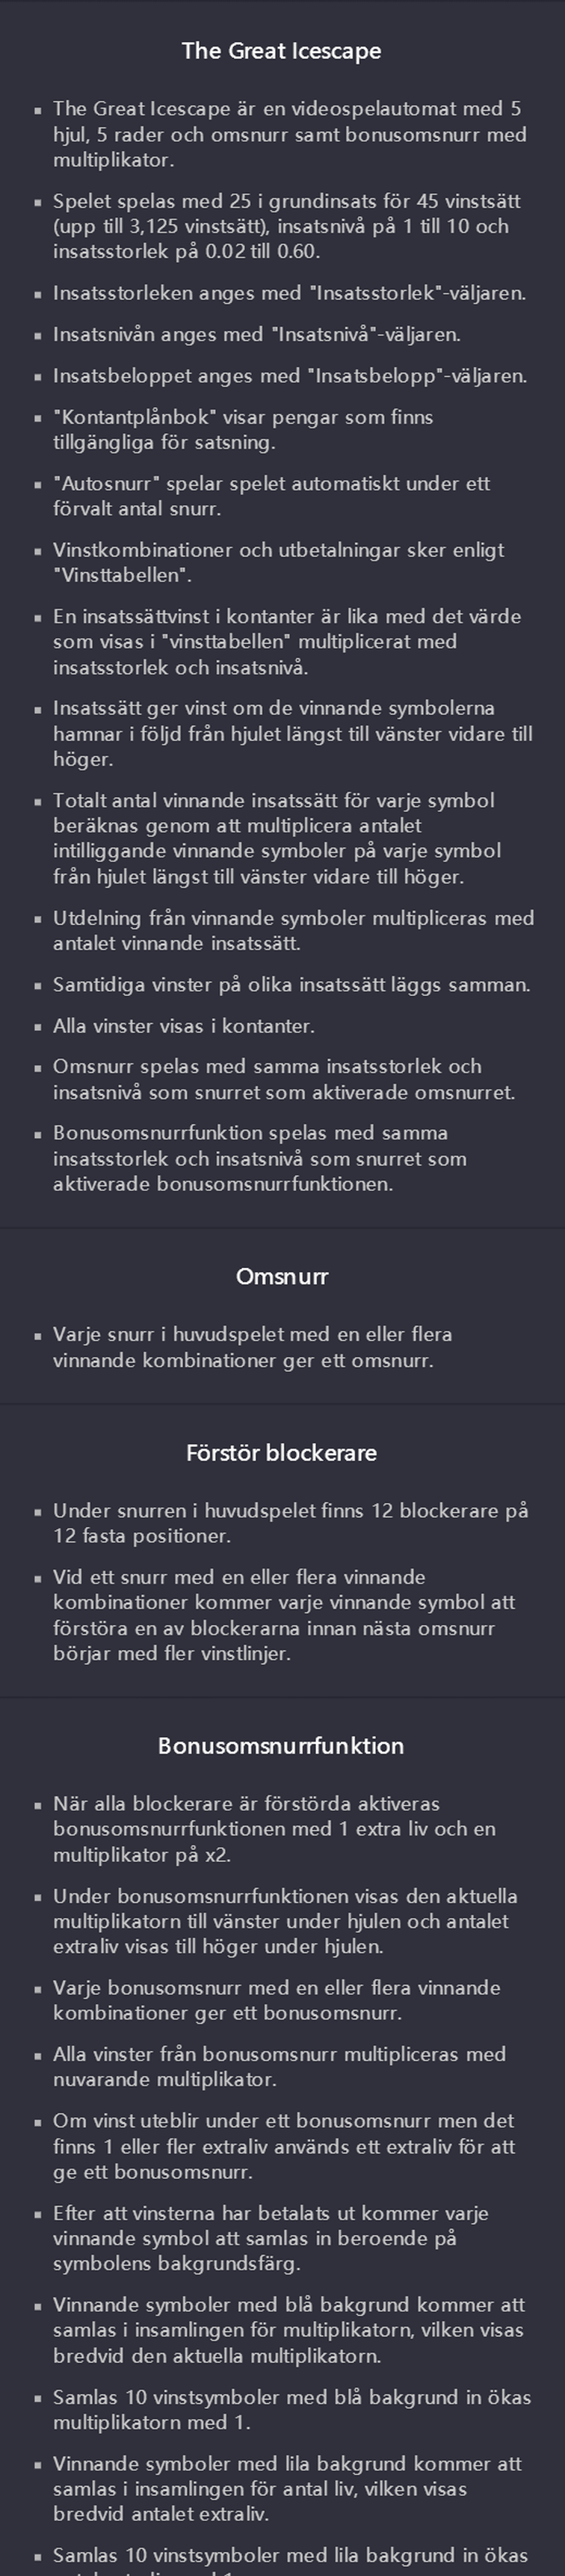 The Great Icescape
▪ The Great Icescape är en videospelautomat med 5
hjul, 5 rader och omsnurr samt bonusomsnurr med
multiplikator.
▪ Spelet spelas med 25 i grundinsats för 45 vinstsätt
(upp till 3,125 vinstsätt), insatsnivå på 1 till 10 och
insatsstorlek på 0.02 till 0.60.
▪ Insatsstorleken anges med "Insatsstorlek"-väljaren.
▪ Insatsnivån anges med "Insatsnivå"-väljaren.
▪ Insatsbeloppet anges med "Insatsbelopp"-väljaren.
▪ "Kontantplånbok" visar pengar som finns
tillgängliga för satsning.
▪ "Autosnurr" spelar spelet automatiskt under ett
förvalt antal snurr.
▪ Vinstkombinationer och utbetalningar sker enligt
"Vinsttabellen".
▪ En insatssättvinst i kontanter är lika med det värde
som visas i "vinsttabellen" multiplicerat med
insatsstorlek och insatsnivå.
▪ Insatssätt ger vinst om de vinnande symbolerna
hamnar i följd från hjulet längst till vänster vidare till
höger.
▪ Totalt antal vinnande insatssätt för varje symbol
beräknas genom att multiplicera antalet
intilliggande vinnande symboler på varje symbol
från hjulet längst till vänster vidare till höger.
▪ Utdelning från vinnande symboler multipliceras med
antalet vinnande insatssätt.
▪ Samtidiga vinster på olika insatssätt läggs samman.
▪ Alla vinster visas i kontanter.
▪ Omsnurr spelas med samma insatsstorlek och
insatsnivå som snurret som aktiverade omsnurret.
▪ Bonusomsnurrfunktion spelas med samma
insatsstorlek och insatsnivå som snurret som
aktiverade bonusomsnurrfunktionen.
Omsnurr
▪ Varje snurr i huvudspelet med en eller flera
vinnande kombinationer ger ett omsnurr.
Förstör blockerare
▪ Under snurren i huvudspelet finns 12 blockerare på
12 fasta positioner.
▪ Vid ett snurr med en eller flera vinnande
kombinationer kommer varje vinnande symbol att
förstöra en av blockerarna innan nästa omsnurr
börjar med fler vinstlinjer.
Bonusomsnurrfunktion
▪ När alla blockerare är förstörda aktiveras
bonusomsnurrfunktionen med 1 extra liv och en
multiplikator på x2.
▪ Under bonusomsnurrfunktionen visas den aktuella
multiplikatorn till vänster under hjulen och antalet
extraliv visas till höger under hjulen.
▪ Varje bonusomsnurr med en eller flera vinnande
kombinationer ger ett bonusomsnurr.
▪ Alla vinster från bonusomsnurr multipliceras med
nuvarande multiplikator.
▪ Om vinst uteblir under ett bonusomsnurr men det
finns 1 eller fler extraliv används ett extraliv för att
ge ett bonusomsnurr.
▪ Efter att vinsterna har betalats ut kommer varje
vinnande symbol att samlas in beroende på
symbolens bakgrundsfärg.
▪ Vinnande symboler med blå bakgrund kommer att
samlas i insamlingen för multiplikatorn, vilken visas
bredvid den aktuella multiplikatorn.
▪ Samlas 10 vinstsymboler med blå bakgrund in ökas
multiplikatorn med 1.
▪ Vinnande symboler med lila bakgrund kommer att
samlas i insamlingen för antal liv, vilken visas
bredvid antalet extraliv.
▪ Samlas 10 vinstsymboler med lila bakgrund in ökas